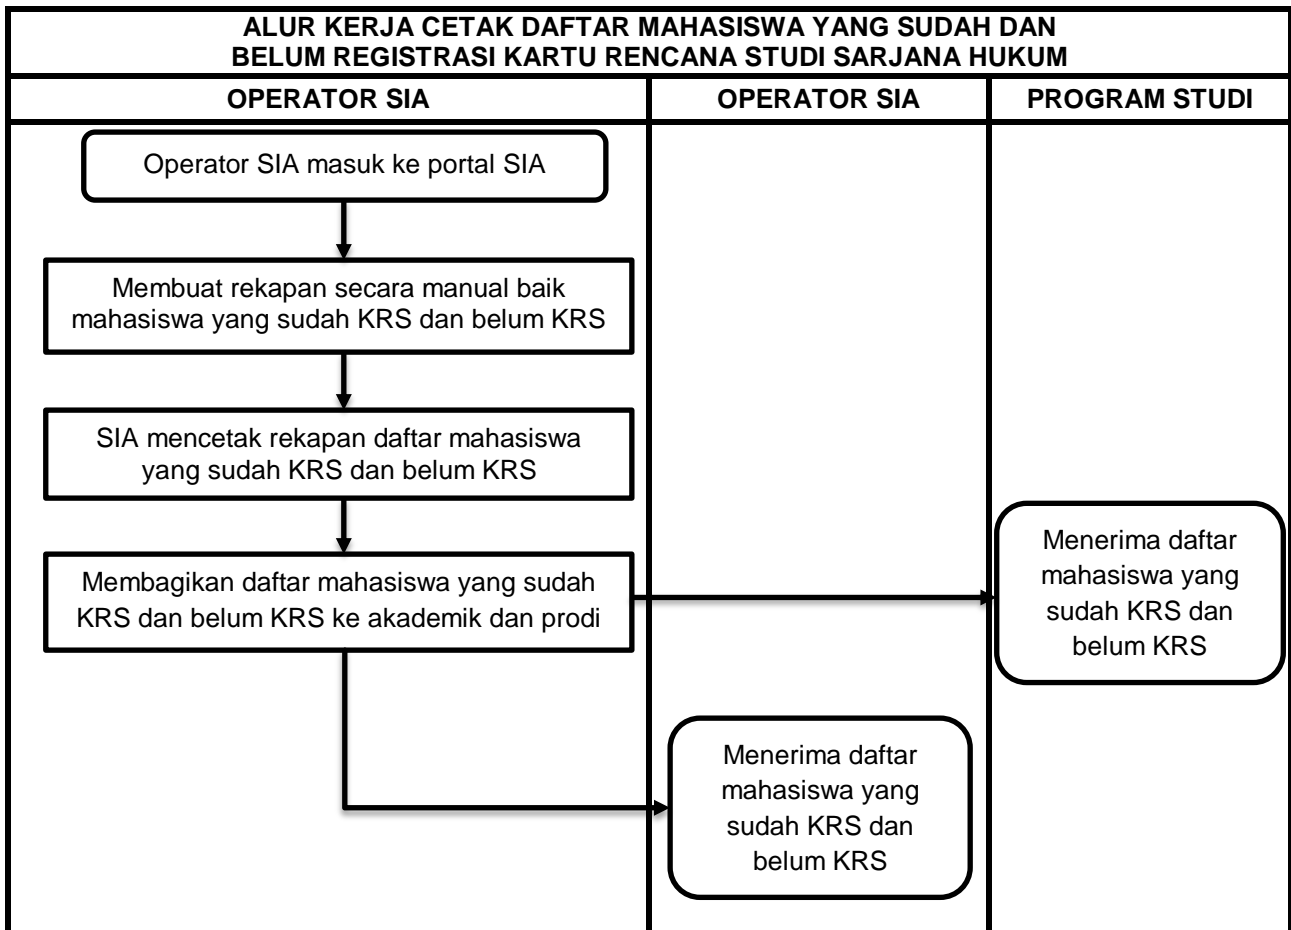 ALUR KERJA CETAK DAFTAR MAHASISWA YANG SUDAH DAN
BELUM REGISTRASI KARTU RENCANA STUDI SARJANA HUKUM
OPERATOR SIA
OPERATOR SIA
PROGRAM STUDI
Operator SIA masuk ke portal SIA
Membuat rekapan secara manual baik
mahasiswa yang sudah KRS dan belum KRS
SIA mencetak rekapan daftar mahasiswa
yang sudah KRS dan belum KRS
Membagikan daftar mahasiswa yang sudah
KRS dan belum KRS ke akademik dan prodi
Menerima daftar
mahasiswa yang
sudah KRS dan
belum KRS
Menerima daftar
mahasiswa yang
sudah KRS dan
belum KRS